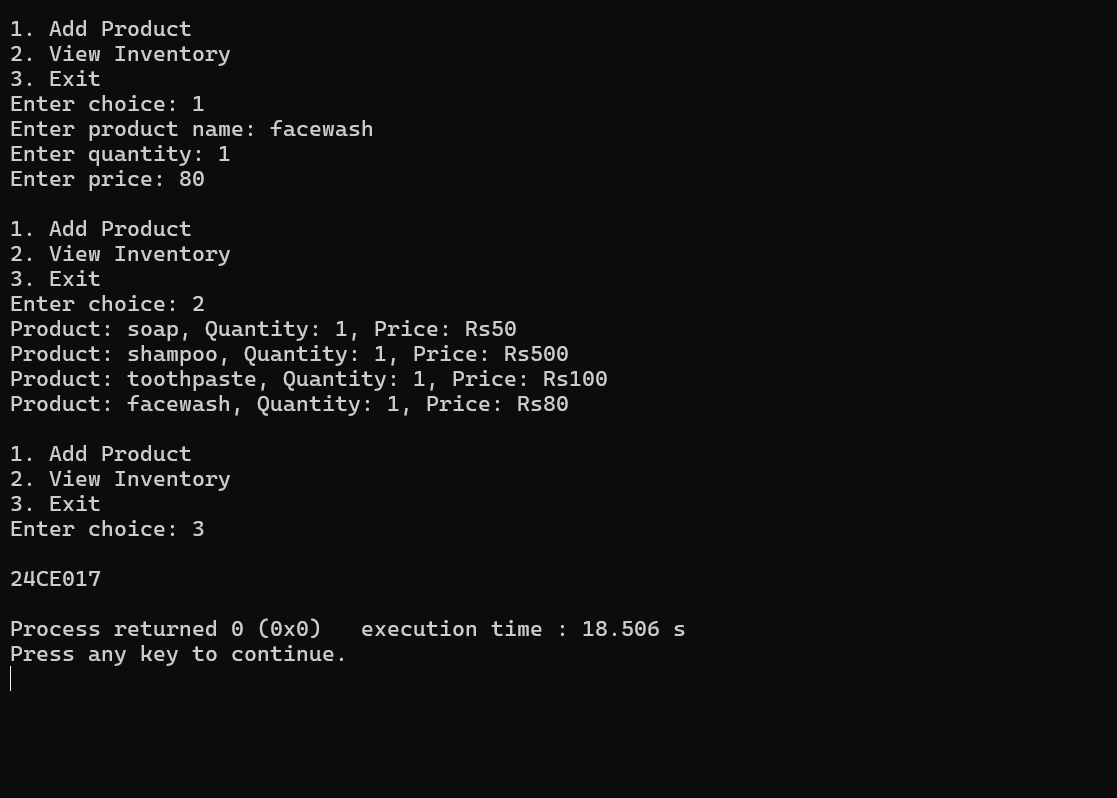 1. Add Product
2. View Inventory
3. Exit
Enter choice: 1
Enter product name: facewash
Enter quantity: 1
Enter price: 80
1. Add Product
2. View Inventory
3. Exit
Enter choice: 2
Product: soap, Quantity: 1, Price: Rs50
Product: shampoo, Quantity: 1, Price: Rs500
Product: toothpaste, Quantity: 1, Price: Rs100
Product: facewash, Quantity: 1, Price: Rs80
1. Add Product
2. View Inventory
3. Exit
Enter choice: 3
24CE017
Process returned 0 (0x0)   execution time : 18.506 s
Press any key to continue.